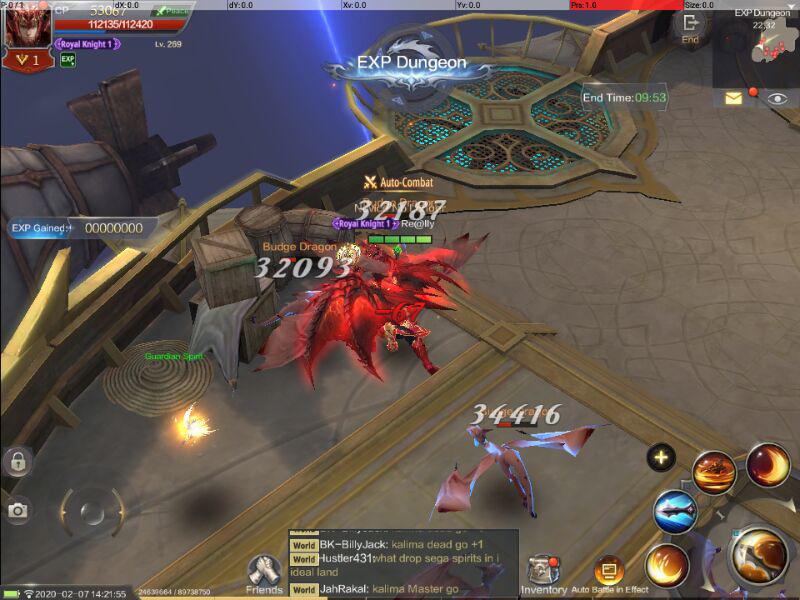 P:0 / 1 dX:0.0 dY:0.0 Xv:0.0 Yv:0.0 Prs:1.0 Size:0.0
CP 53067 Peace
112135/112420
Royal Knight 1 Lv. 269
1 EXP
EXP Dungeon
End
EXP Dungeon
22,32
End Time:09:53
Auto-Combat
32187
Royal Knight 1 Re@lly
EXP Gained: 00000000
Budge Dragon
32093
Guardian Spirit
34416
World BK-BillyJack: kalima dead go +1
World Hustler431:what drop sega spirits in i
ideal land
World JahRakal: kalima Master go
Friends
Inventory
Auto Battle in Effect
2020-02-07 14:21:55
24639664 / 89738750